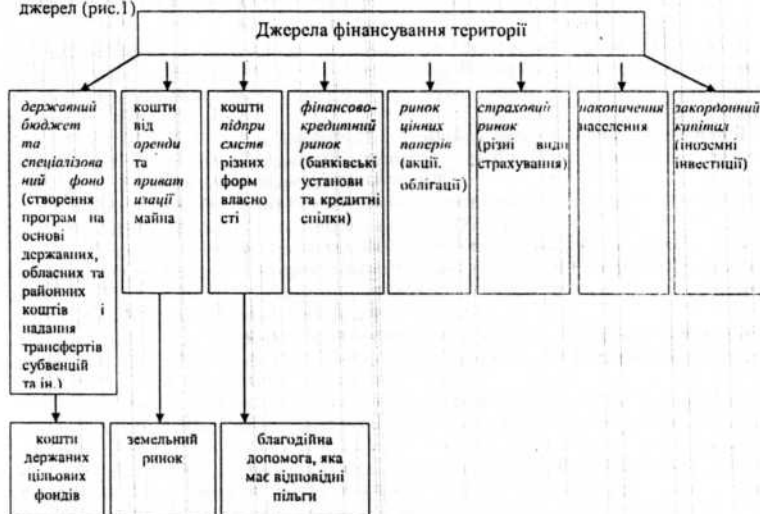 джерел (рис.1)
Джерела фінансування території
державний
бюджет
та
спеціалізова
ний фонд
(створення
програм на
основі
державних,
обласних та
районних
коштів і
надання
трансфертів
субвенцій
та ін.)
кошти
від
оренди
та
приват
изації
майна
кошти
підпри
ємств
різних
форм
власно
сті
фінансово-
кредитний
ринок
(банківські
установи
та кредитні
спілки)
ринок
цінних
паперів
(акції.
облігації)
страховий
ринок
(різні види
страхування)
накопичення
населення
закордонний
капітал
(іноземні
інвестиції)
кошти
держаних
цільових
фондів
земельний
ринок
благодійна
допомога, яка
має відповідні
пільги